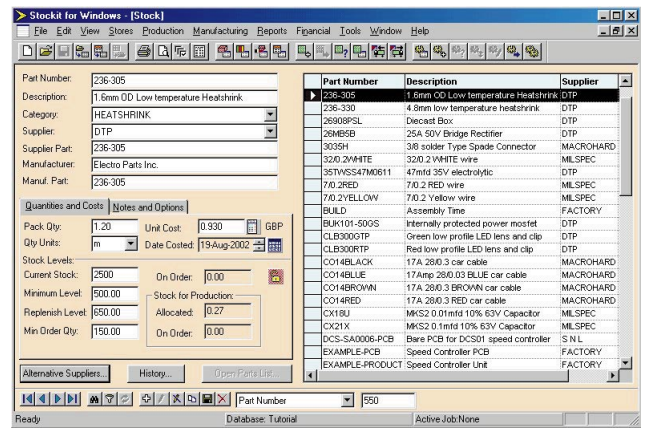 Stockit for Windows - [Stock]
File Edit View Stores Production Manufacturing Reports Financial Tools Window Help
Part Number: 236-305
Description: 1.6mm OD Low temperature Heatshrink
Category: HEATSHRINK
Supplier: DTP
Supplier Part: 236-305
Manufacturer: Electro Parts Inc.
Manuf. Part: 236-305
Quantities and Costs Notes and Options
Pack Qty: 1.20 Unit Cost: 0.930 GBP
Qty Units: m Date Costed: 19-Aug-2002
Stock Levels:
Current Stock: 2500 On Order: 0.00
Minimum Level: 500.00 Stock for Production:
Replenish Level: 650.00 Allocated: 0.27
Min Order Qty: 150.00 On Order: 0.00
Alternative Suppliers... History... Open Parts List...
Part Number Description Supplier
236-305 1.6mm OD Low temperature Heatshrink DTP
236-330 4.8mm low temperature heatshrink DTP
26908PSL Diecast Box DTP
26MB5B 25A 50V Bridge Rectifier DTP
3035H 3/8 solder Type Spade Connector MACROHARD
32/0.2WHITE 32/0.2 WHITE wire MILSPEC
35TWSS47M0611 47mfd 35V electrolytic DTP
7/0.2RED 7/0.2 RED wire MILSPEC
7/0.2YELLOW 7/0.2 Yellow wire MILSPEC
BUILD Assembly Time FACTORY
BUK101-50GS Internally protected power mosfet DTP
CLB300GTP Green low profile LED lens and clip DTP
CLB300RTP Red low profile LED lens and clip DTP
CO14BLACK 17A 28/0.3 car cable MACROHARD
CO14BLUE 17Amp 28/0.03 BLUE car cable MACROHARD
CO14BROWN 17A 28/0.3 BROWN car cable MACROHARD
CO14RED 17A 28/0.3 RED car cable MACROHARD
CX18U MKS2 0.01mfd 10% 63V Capacitor MILSPEC
CX21X MKS2 0.1mfd 10% 63V Capacitor MILSPEC
DCS-SA0006-PCB Bare PCB for DCS01 speed controller S N L
EXAMPLE-PCB Speed Controller PCB FACTORY
EXAMPLE-PRODUCT Speed Controller Unit FACTORY
Part Number 550
Ready Database: Tutorial Active Job:None